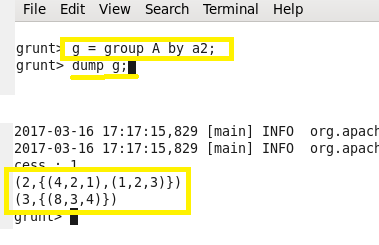 File Edit View Search Terminal Help
grunt> g = group A by a2;
grunt> dump g;
2017-03-16 17:17:15,829 [main] INFO org.apach
2017-03-16 17:17:15,829 [main] INFO org.apac
cess : 1
(2,{(4,2,1),(1,2,3)})
(3,{(8,3,4)})
grunt>